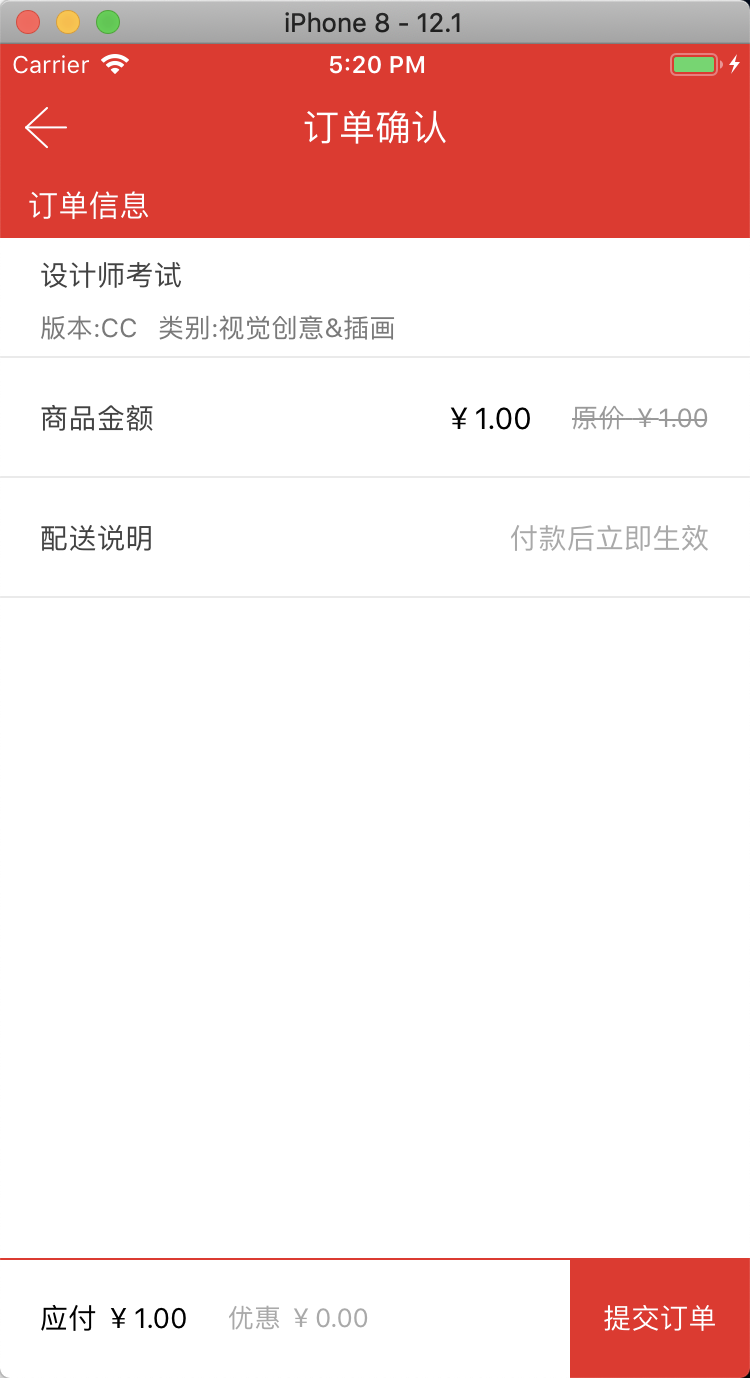 iPhone 8 - 12.1
Carrier 5:20 PM
订单确认
订单信息
设计师考试
版本:CC 类别:视觉创意&插画
商品金额 ￥1.00 原价 ￥1.00
配送说明 付款后立即生效
应付 ￥1.00 优惠 ￥0.00 提交订单